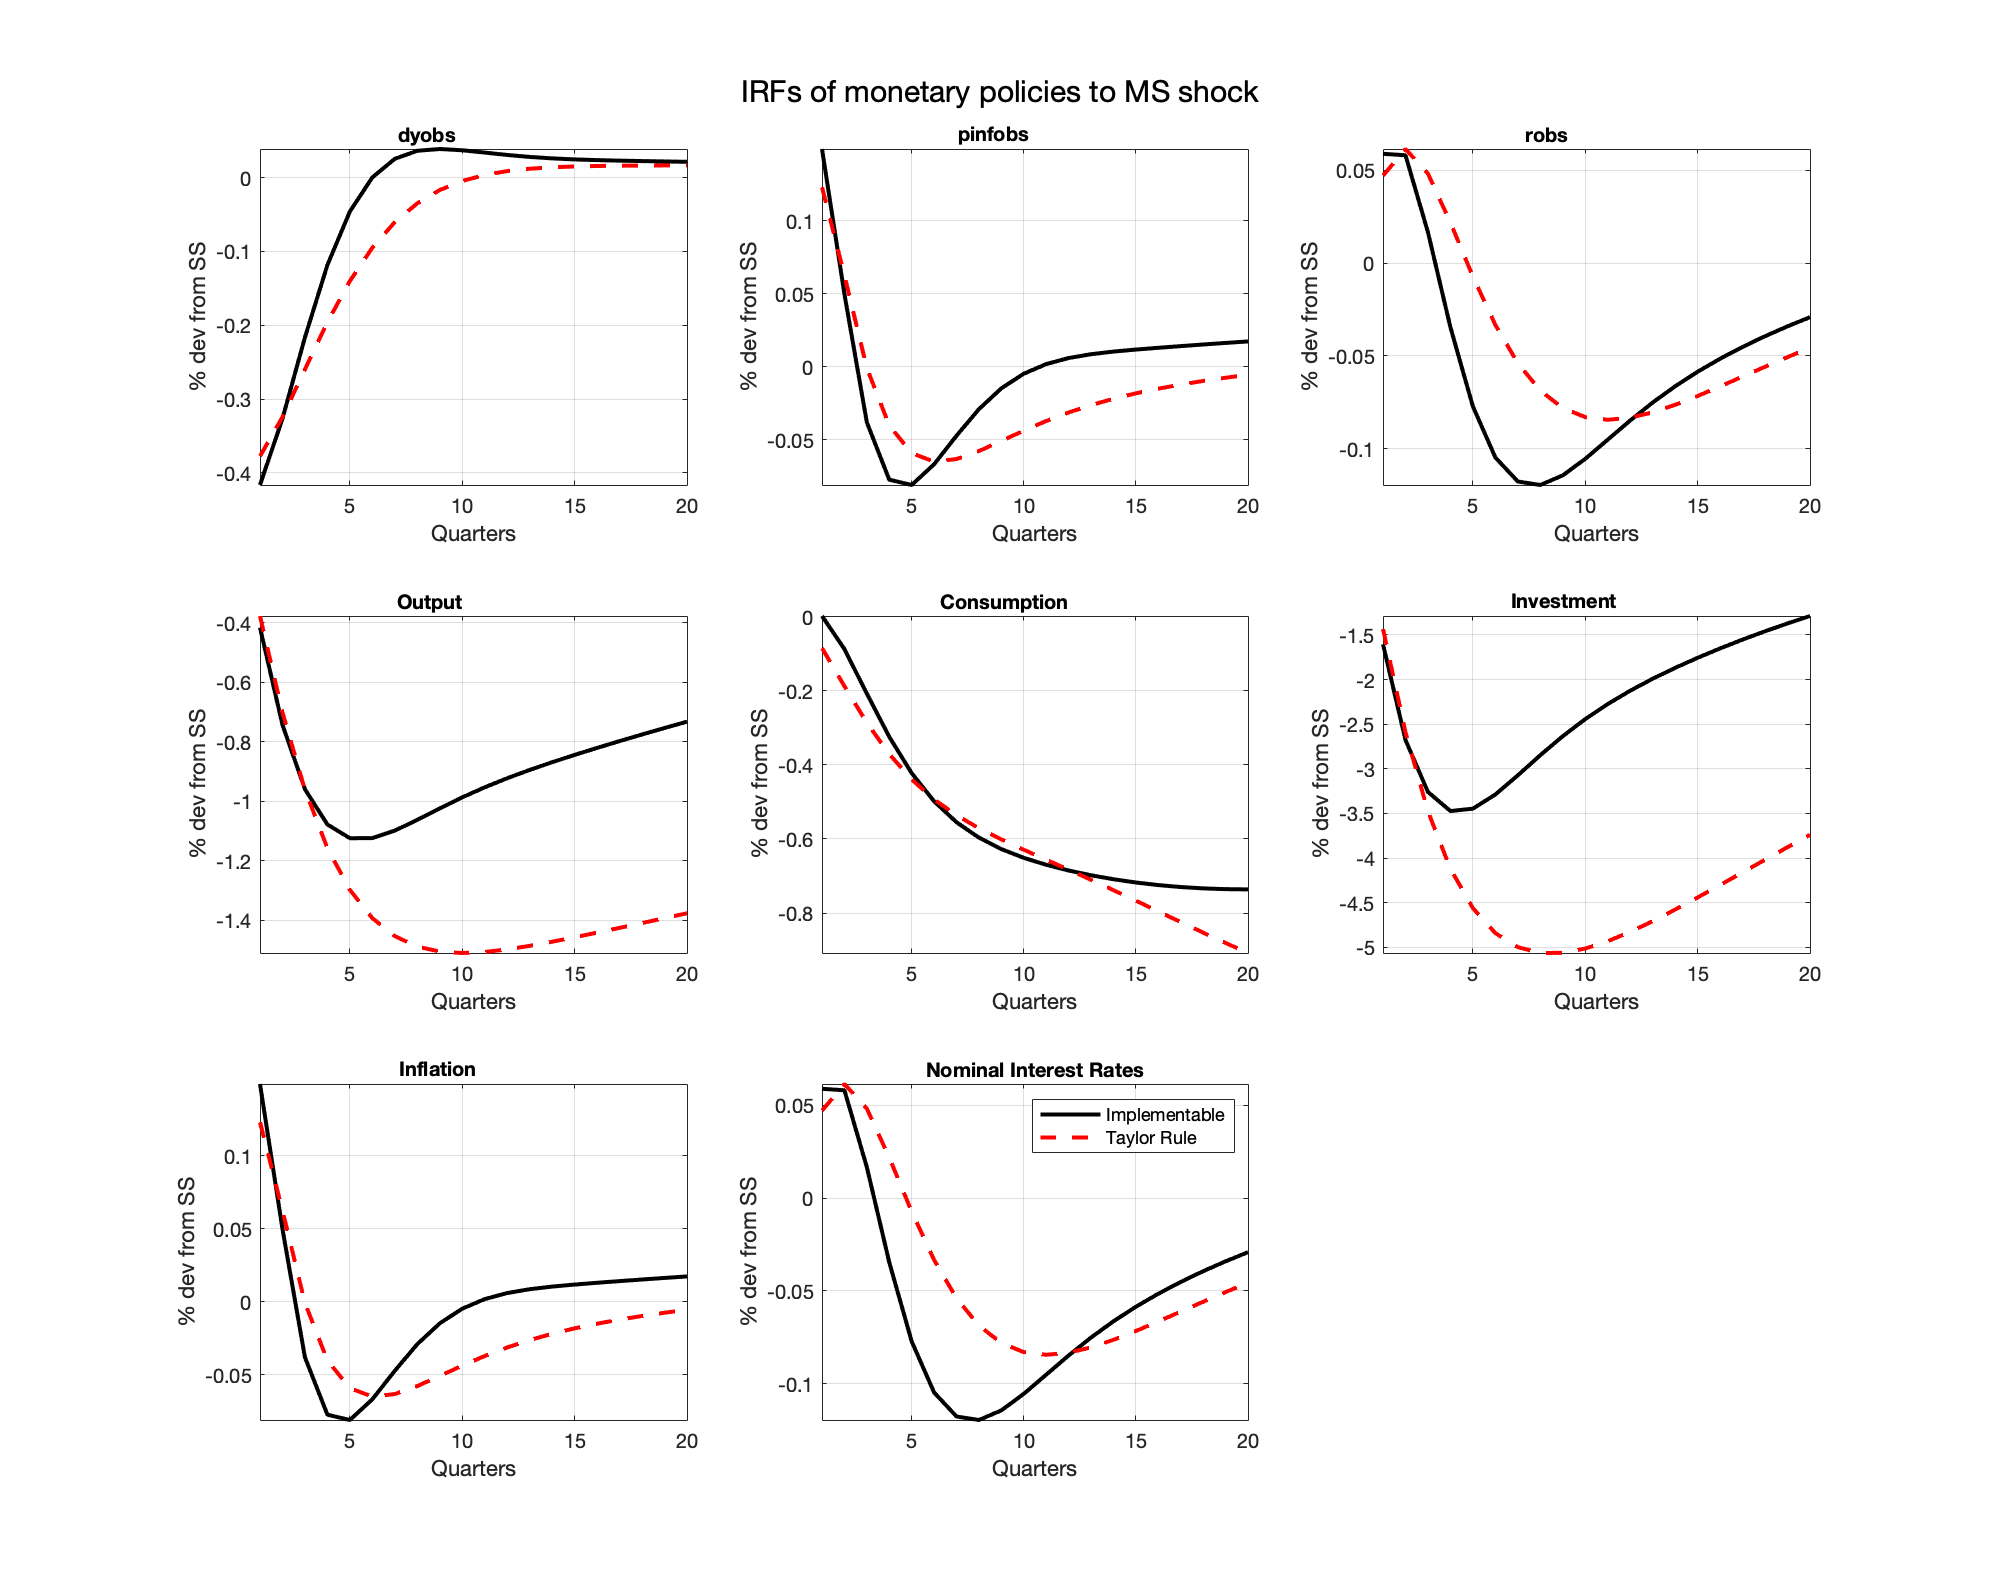 IRFs of monetary policies to MS shock
dyobs
% dev from SS
0
-0.1
-0.2
-0.3
-0.4
5 10 15 20
Quarters
pinfobs
% dev from SS
0.1
0.05
0
-0.05
5 10 15 20
Quarters
robs
% dev from SS
0.05
0
-0.05
-0.1
5 10 15 20
Quarters
Output
% dev from SS
-0.4
-0.6
-0.8
-1
-1.2
-1.4
5 10 15 20
Quarters
Consumption
% dev from SS
0
-0.2
-0.4
-0.6
-0.8
5 10 15 20
Quarters
Investment
% dev from SS
-1.5
-2
-2.5
-3
-3.5
-4
-4.5
-5
5 10 15 20
Quarters
Inflation
% dev from SS
0.1
0.05
0
-0.05
5 10 15 20
Quarters
Nominal Interest Rates
% dev from SS
0.05
0
-0.05
-0.1
Implementable
Taylor Rule
5 10 15 20
Quarters